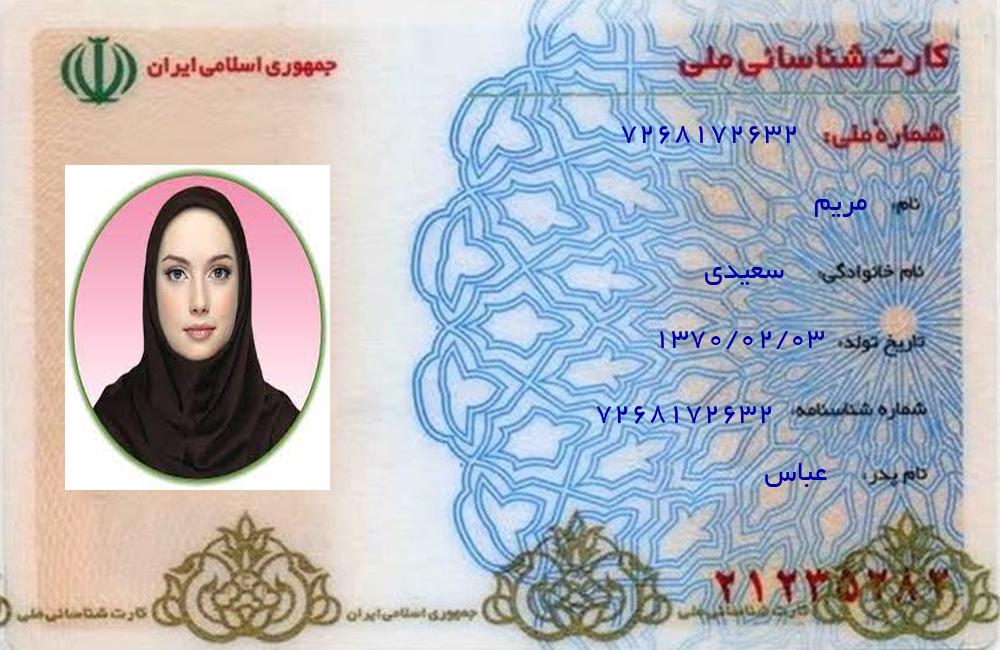 کارت شناسائی ملی
جمهوری اسلامی ایران
شمارهٔ ملی: ۷۲۶۸۱۷۲۶۳۲
نام: مریم
نام خانوادگی: سعیدی
تاریخ تولد: ۱۳۷۰/۰۲/۰۳
شماره شناسنامه: ۷۲۶۸۱۷۲۶۳۲
نام پدر: عباس
۲۱۲۳۵۲۸۳
کارت شناسائی ملی جمهوری اسلامی ایران کارت شناسائی ملی